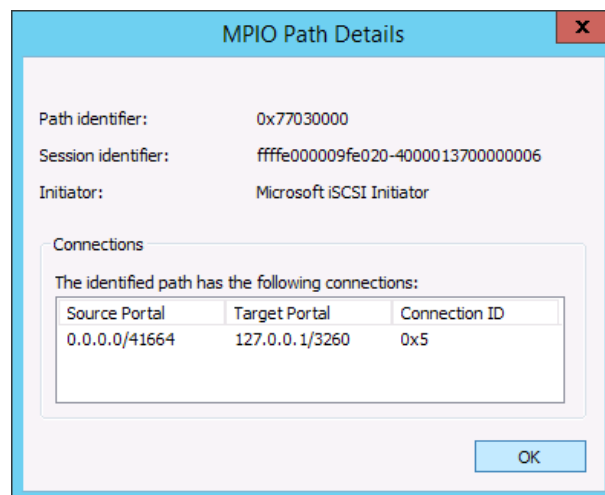 MPIO Path Details
x
Path identifier: 0x77030000
Session identifier: ffffe000009fe020-4000013700000006
Initiator: Microsoft iSCSI Initiator
Connections
The identified path has the following connections:
Source Portal Target Portal Connection ID
0.0.0.0/41664 127.0.0.1/3260 0x5
OK